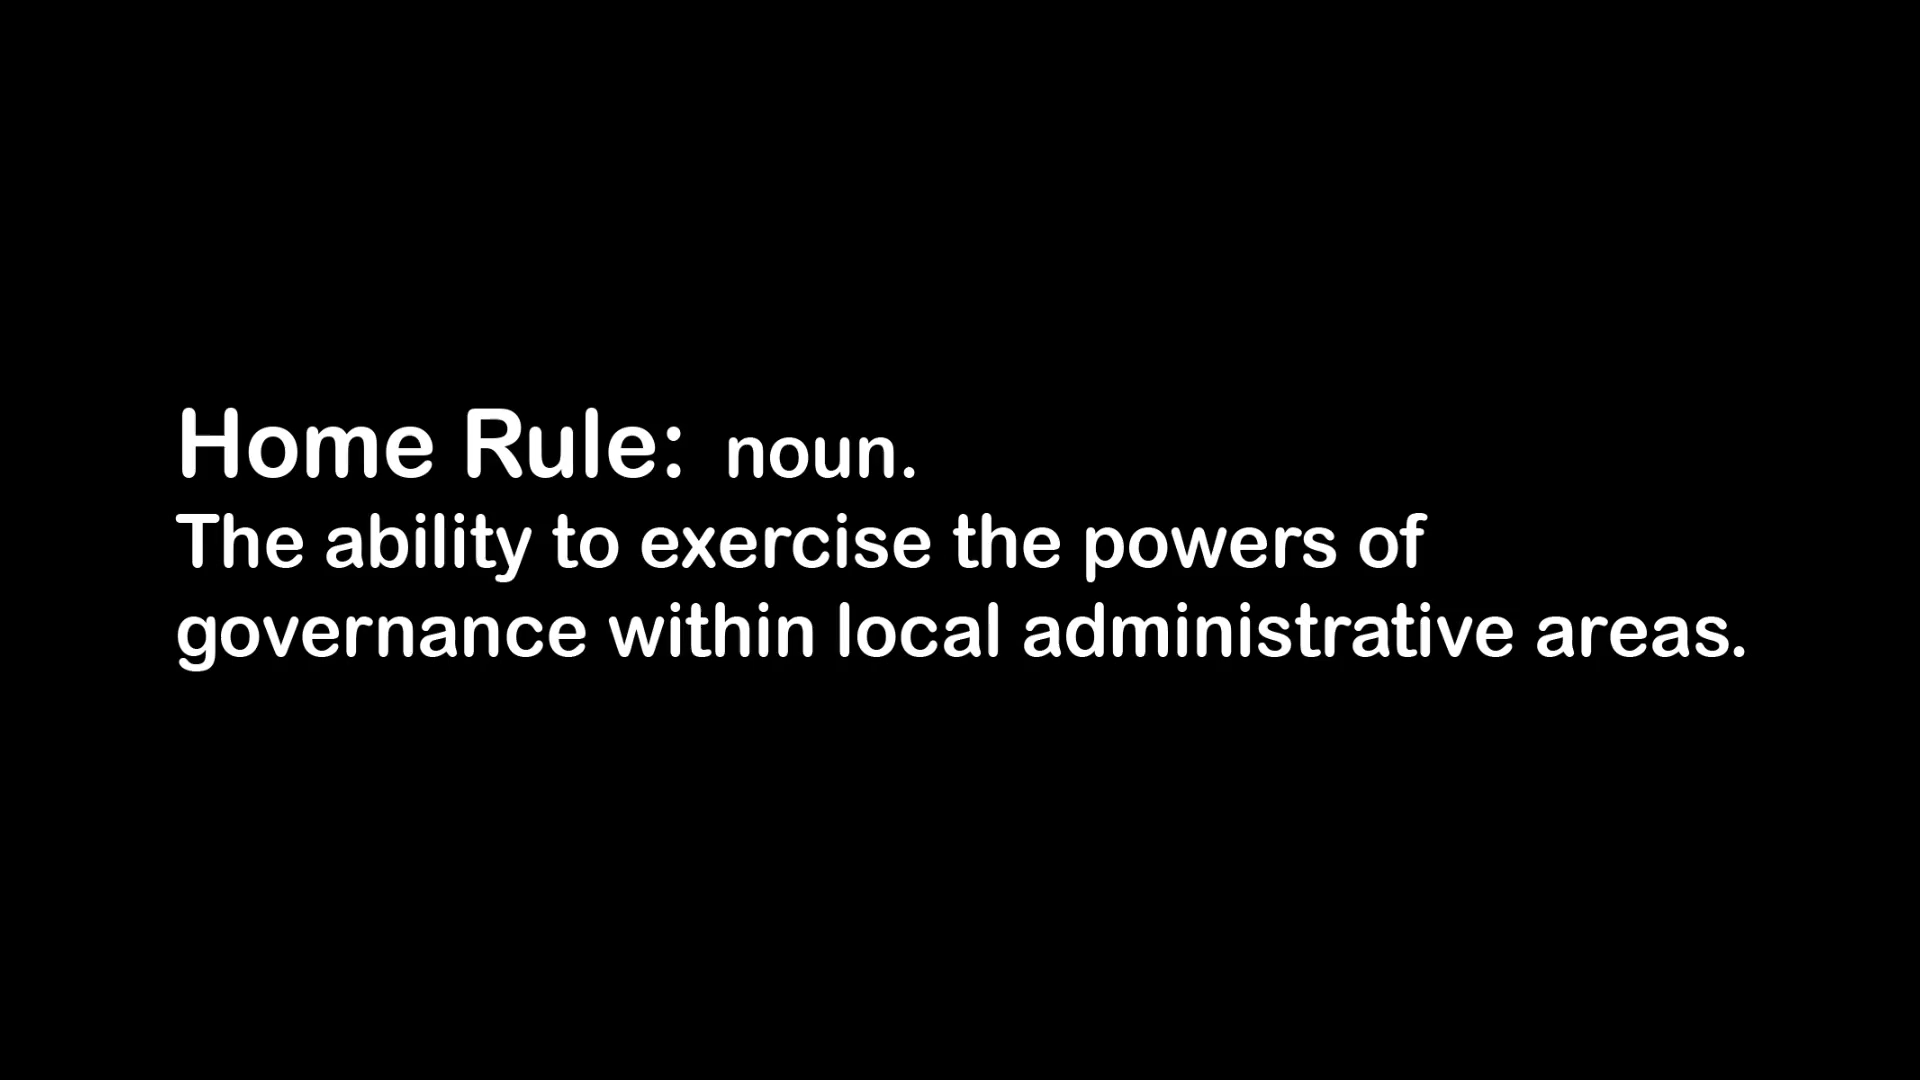 Home Rule: noun.
The ability to exercise the powers of
governance within local administrative areas.